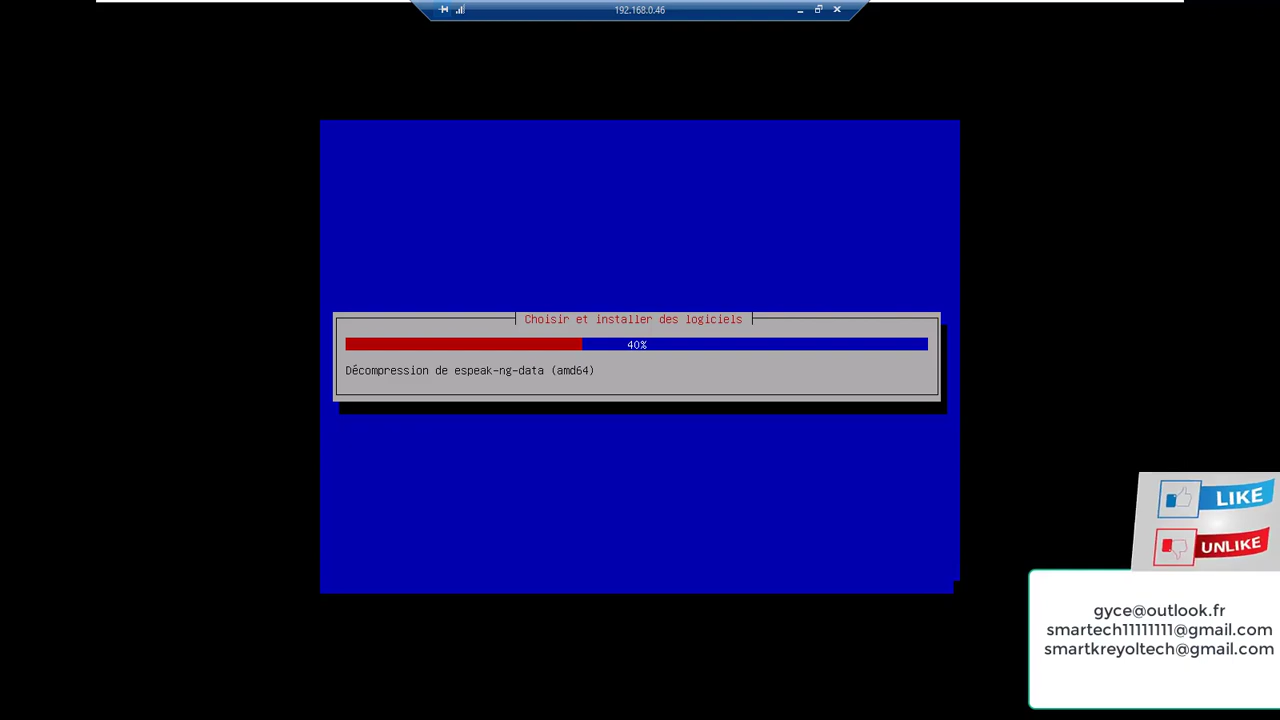 192.168.0.46
Choisir et installer des logiciels
40%
Décompression de espeak-ng-data (amd64)
LIKE
UNLIKE
gyce@outlook.fr
smartech11111111@gmail.com
smartkreyoltech@gmail.com